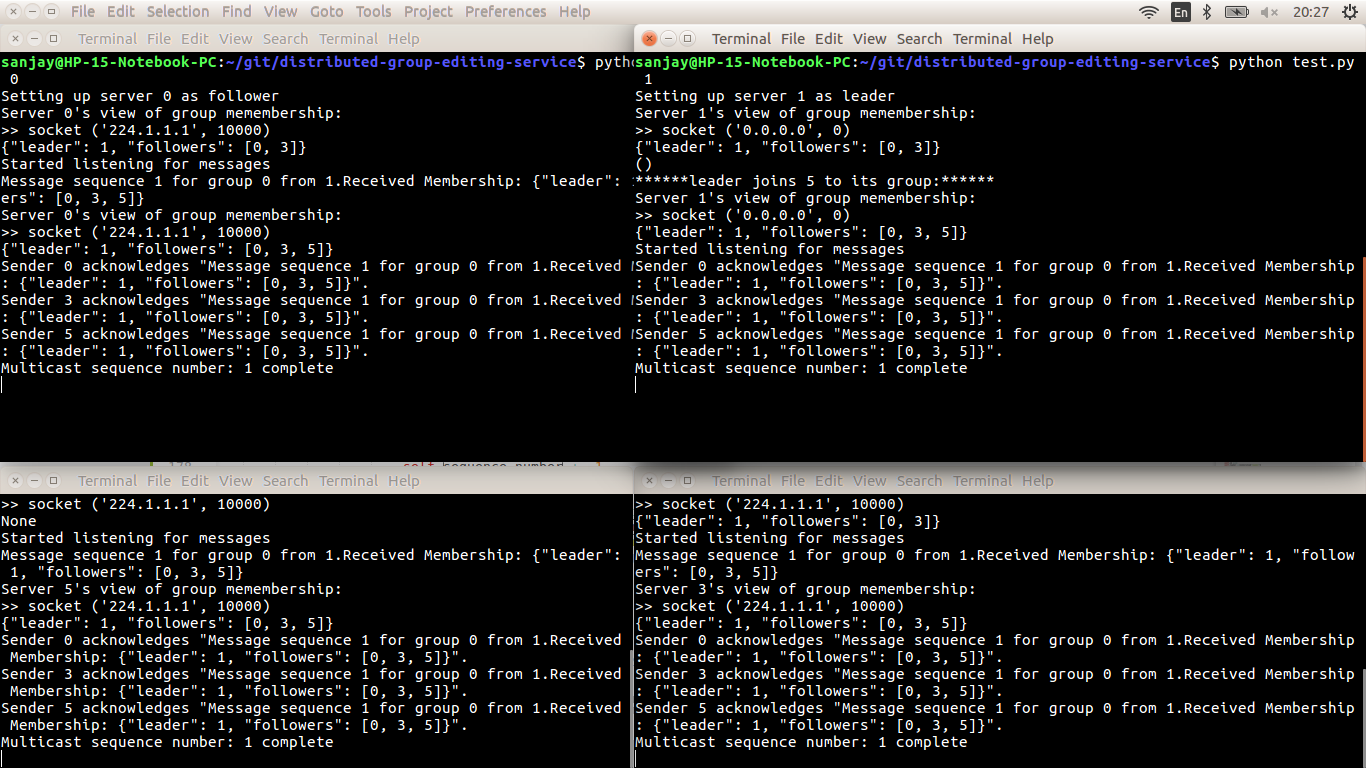 File Edit Selection Find View Goto Tools Project Preferences Help
En 20:27
Terminal File Edit View Search Terminal Help
sanjay@HP-15-Notebook-PC:~/git/distributed-group-editing-service$ pyth
0
Setting up server 0 as follower
Server 0's view of group memembership:
>> socket ('224.1.1.1', 10000)
{"leader": 1, "followers": [0, 3]}
Started listening for messages
Message sequence 1 for group 0 from 1.Received Membership: {"leader":
ers": [0, 3, 5]}
Server 0's view of group memembership:
>> socket ('224.1.1.1', 10000)
{"leader": 1, "followers": [0, 3, 5]}
Sender 0 acknowledges "Message sequence 1 for group 0 from 1.Received
: {"leader": 1, "followers": [0, 3, 5]}".
Sender 3 acknowledges "Message sequence 1 for group 0 from 1.Received
: {"leader": 1, "followers": [0, 3, 5]}".
Sender 5 acknowledges "Message sequence 1 for group 0 from 1.Received
: {"leader": 1, "followers": [0, 3, 5]}".
Multicast sequence number: 1 complete
Terminal File Edit View Search Terminal Help
sanjay@HP-15-Notebook-PC:~/git/distributed-group-editing-service$ python test.py
1
Setting up server 1 as leader
Server 1's view of group memembership:
>> socket ('0.0.0.0', 0)
{"leader": 1, "followers": [0, 3]}
()
******leader joins 5 to its group:******
Server 1's view of group memembership:
>> socket ('0.0.0.0', 0)
{"leader": 1, "followers": [0, 3, 5]}
Started listening for messages
Sender 0 acknowledges "Message sequence 1 for group 0 from 1.Received Membership
: {"leader": 1, "followers": [0, 3, 5]}".
Sender 3 acknowledges "Message sequence 1 for group 0 from 1.Received Membership
: {"leader": 1, "followers": [0, 3, 5]}".
Sender 5 acknowledges "Message sequence 1 for group 0 from 1.Received Membership
: {"leader": 1, "followers": [0, 3, 5]}".
Multicast sequence number: 1 complete
Terminal File Edit View Search Terminal Help
>> socket ('224.1.1.1', 10000)
None
Started listening for messages
Message sequence 1 for group 0 from 1.Received Membership: {"leader":
1, "followers": [0, 3, 5]}
Server 5's view of group memembership:
>> socket ('224.1.1.1', 10000)
{"leader": 1, "followers": [0, 3, 5]}
Sender 0 acknowledges "Message sequence 1 for group 0 from 1.Received
Membership: {"leader": 1, "followers": [0, 3, 5]}".
Sender 3 acknowledges "Message sequence 1 for group 0 from 1.Received
Membership: {"leader": 1, "followers": [0, 3, 5]}".
Sender 5 acknowledges "Message sequence 1 for group 0 from 1.Received
Membership: {"leader": 1, "followers": [0, 3, 5]}".
Multicast sequence number: 1 complete
Terminal File Edit View Search Terminal Help
>> socket ('224.1.1.1', 10000)
{"leader": 1, "followers": [0, 3]}
Started listening for messages
Message sequence 1 for group 0 from 1.Received Membership: {"leader": 1, "follow
ers": [0, 3, 5]}
Server 3's view of group memembership:
>> socket ('224.1.1.1', 10000)
{"leader": 1, "followers": [0, 3, 5]}
Sender 0 acknowledges "Message sequence 1 for group 0 from 1.Received Membership
: {"leader": 1, "followers": [0, 3, 5]}".
Sender 3 acknowledges "Message sequence 1 for group 0 from 1.Received Membership
: {"leader": 1, "followers": [0, 3, 5]}".
Sender 5 acknowledges "Message sequence 1 for group 0 from 1.Received Membership
: {"leader": 1, "followers": [0, 3, 5]}".
Multicast sequence number: 1 complete